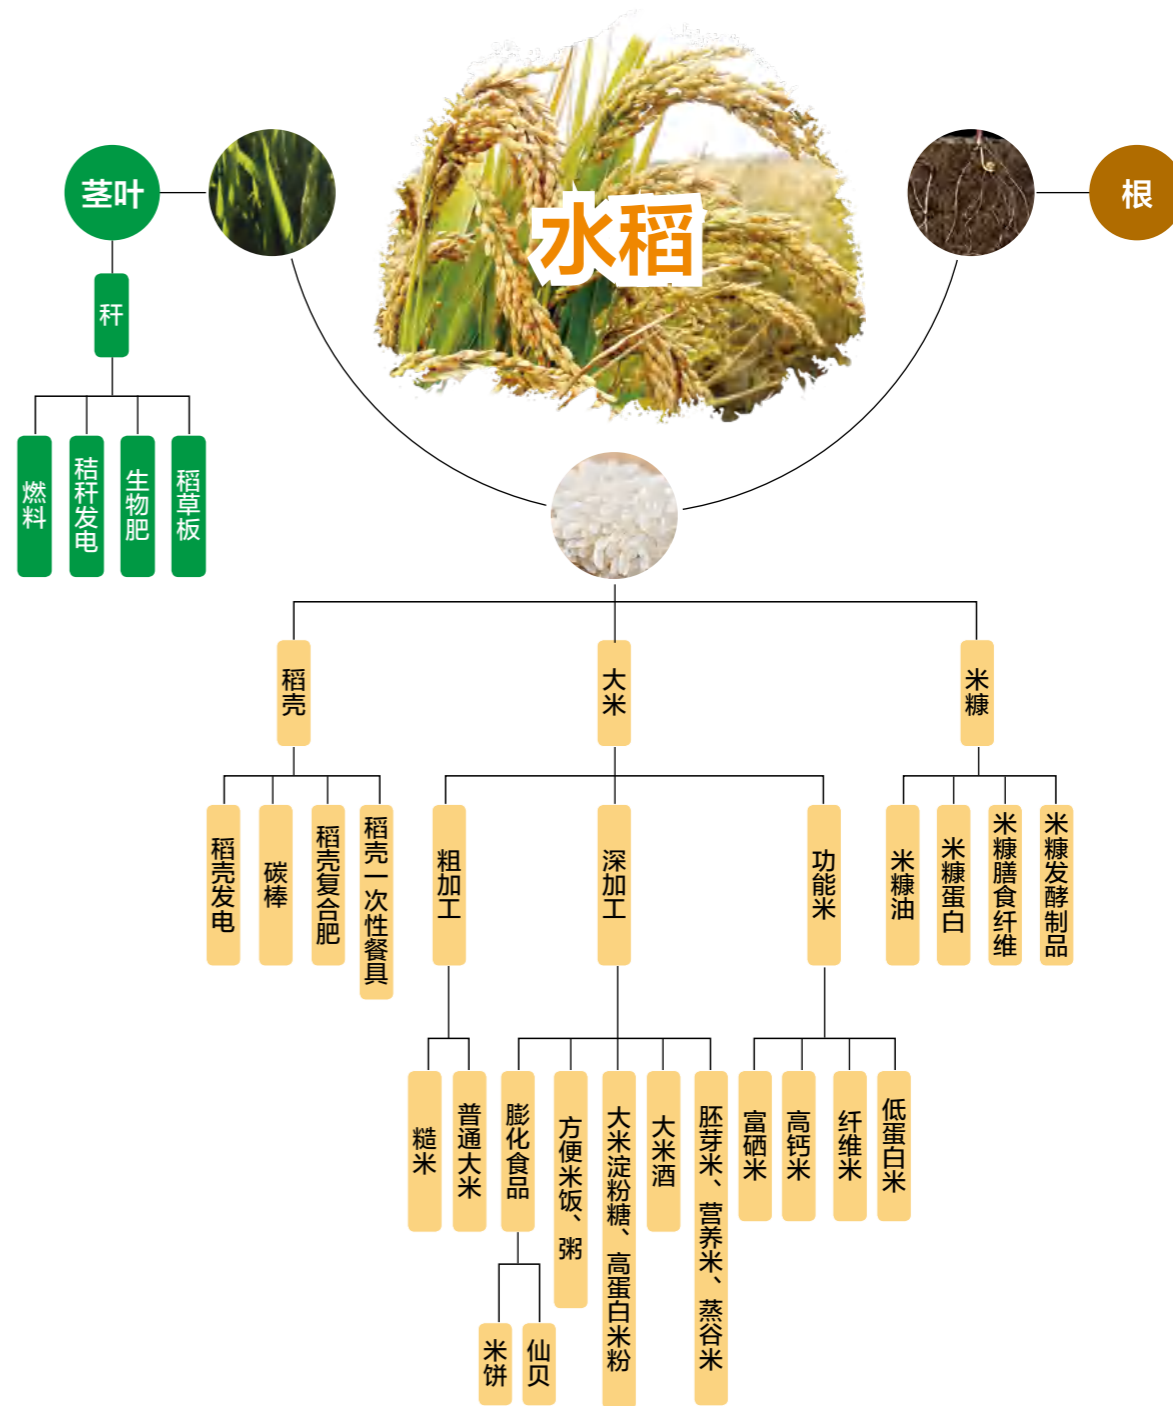 水稻
茎叶
根
秆
燃料
秸秆发电
生物肥
稻草板
稻壳
大米
米糠
稻壳发电
碳棒
稻壳复合肥
稻壳一次性餐具
粗加工
深加工
功能米
米糠油
米糠蛋白
米糠膳食纤维
米糠发酵制品
糙米
普通大米
膨化食品
方便米饭、粥
大米淀粉糖、高蛋白米粉
大米酒
胚芽米、营养米、蒸谷米
富硒米
高钙米
纤维米
低蛋白米
米饼
仙贝